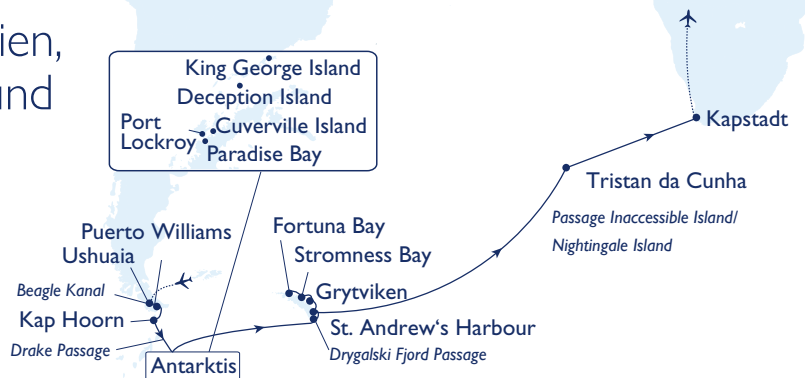 ien,
und
King George Island
Deception Island
Port
Lockroy
Cuverville Island
Paradise Bay
Kapstadt
Tristan da Cunha
Passage Inaccessible Island/
Nightingale Island
Puerto Williams
Ushuaia
Beagle Kanal
Kap Hoorn
Drake Passage
Antarktis
Fortuna Bay
Stromness Bay
Grytviken
St. Andrew‘s Harbour
Drygalski Fjord Passage